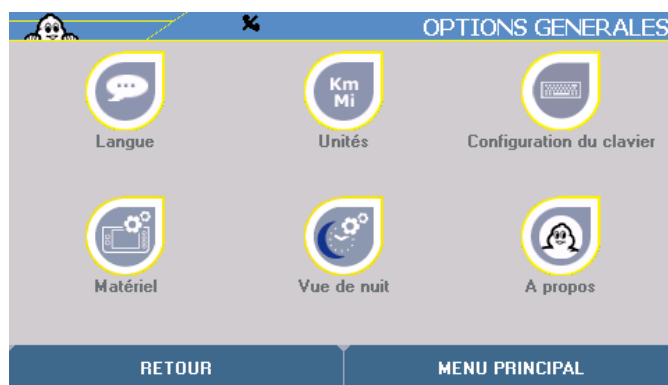 OPTIONS GENERALES
Km
Mi
Langue
Unités
Configuration du clavier
Matériel
Vue de nuit
A propos
RETOUR
MENU PRINCIPAL